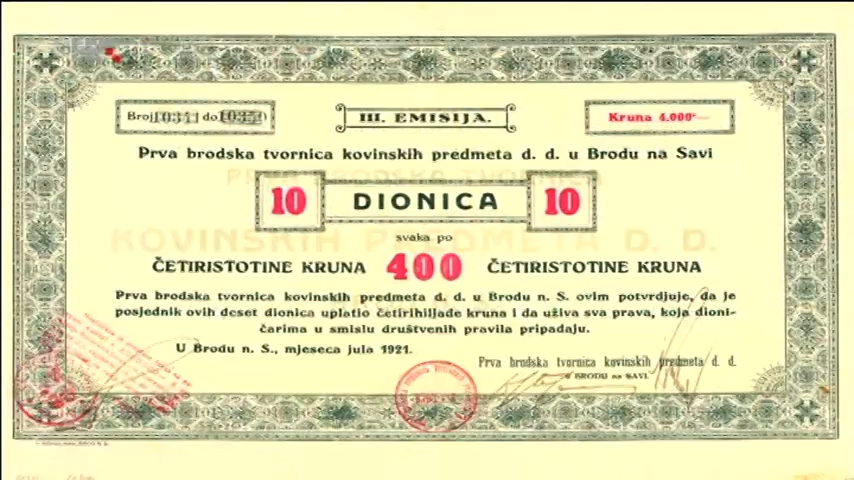 Broj 10341 do 10350
III. EMISIJA.
Kruna 4.000·—
Prva brodska tvornica kovinskih predmeta d. d. u Brodu na Savi
PRVA BRODSKA TVORNICA
10 DIONICA 10
svaka po
KOVINSKIH PREDMETA D. D.
ČETIRISTOTINE KRUNA 400 ČETIRISTOTINE KRUNA
Prva brodska tvornica kovinskih predmeta d. d. u Brodu n. S. ovim potvrdjuje, da je
posjednik ovih deset dionica uplatio četirihiljade kruna i da uživa sva prava, koja dioni-
čarima u smislu društvenih pravila pripadaju.
U Brodu n. S., mjeseca jula 1921.
Prva brodska tvornica kovinskih predmeta d. d.
U BRODU NA SAVI.